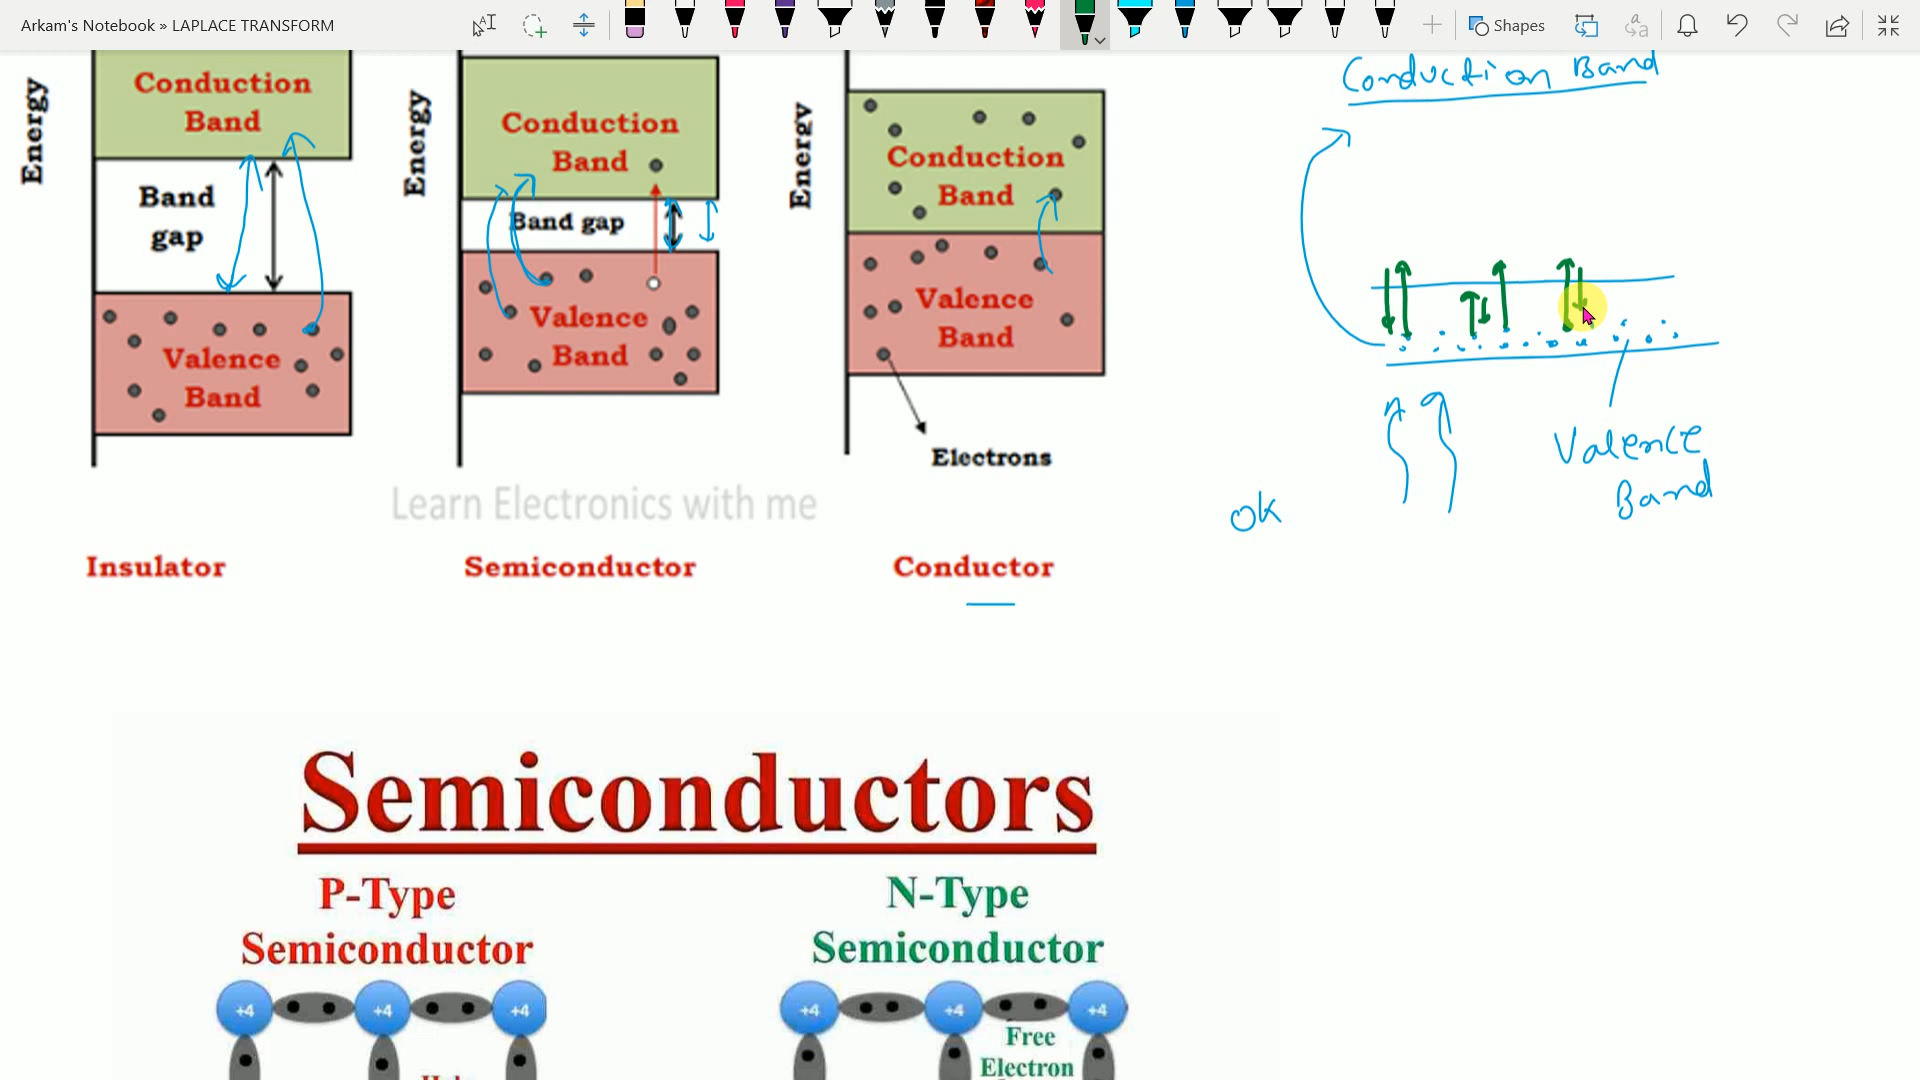 Arkam's Notebook » LAPLACE TRANSFORM
Shapes
Energy
Conduction
Band
Band
gap
Valence
Band
Insulator
Energy
Conduction
Band
Band gap
Valence
Band
Semiconductor
Energy
Conduction
Band
Valence
Band
Electrons
Conductor
Learn Electronics with me
Conduction Band
Valence
Band
OK
Semiconductors
P-Type
Semiconductor
+4 +4 +4
N-Type
Semiconductor
+4 +4 +4
Free
Electron